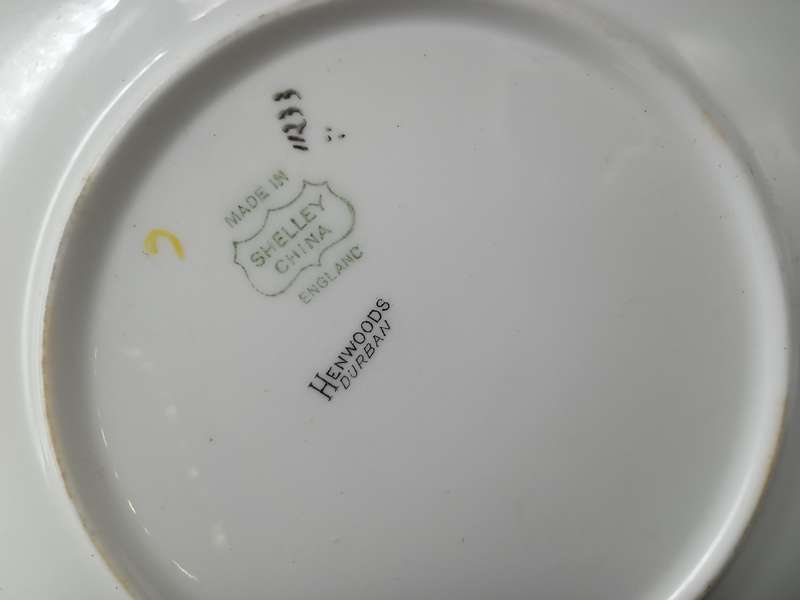 11233
MADE IN
SHELLEY
CHINA
ENGLAND
HENWOODS
DURBAN